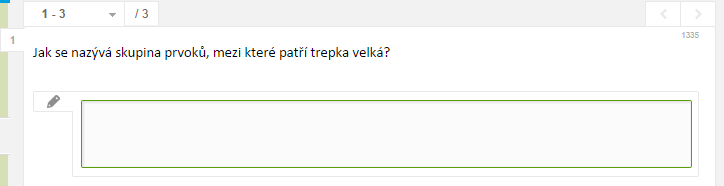 1 - 3 / 3
1335
1
Jak se nazývá skupina prvoků, mezi které patří trepka velká?